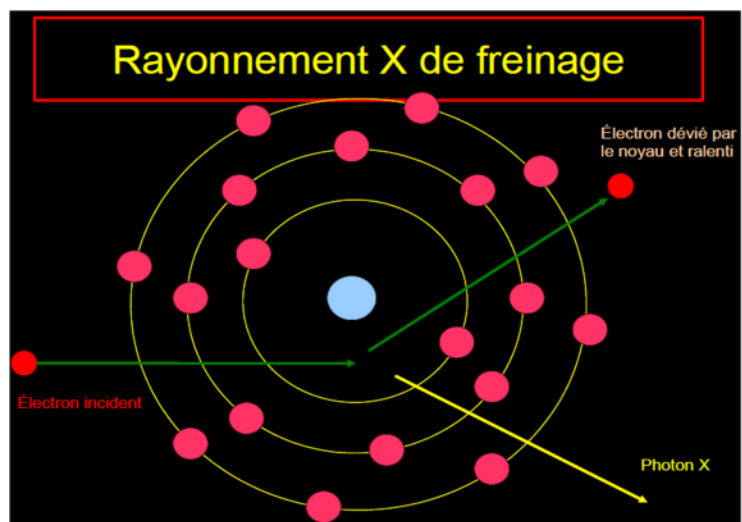 Rayonnement X de freinage
Électron dévié par
le noyau et ralenti
Électron incident
Photon X